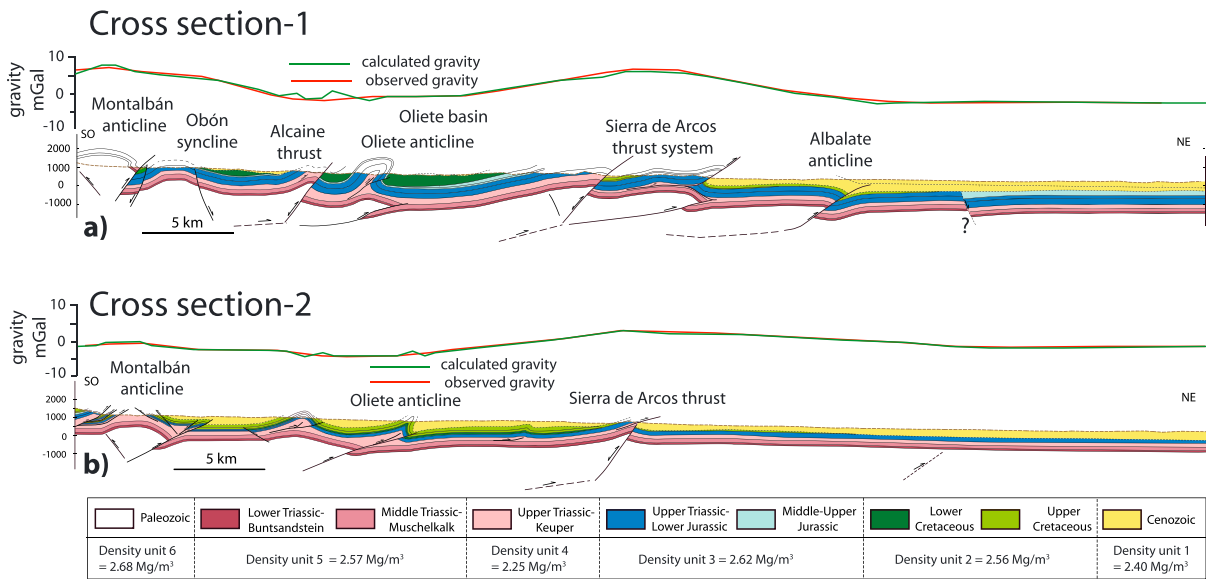 Cross section-1
10
0
-10
gravity
mGal
calculated gravity
observed gravity
Montalbán
anticline
Obón
syncline
Alcaine
thrust
Oliete basin
Oliete anticline
Sierra de Arcos
thrust system
Albalate
anticline
SO
NE
2000
1000
0
-1000
a)
5 km
?
Cross section-2
10
0
-10
gravity
mGal
calculated gravity
observed gravity
Montalbán
anticline
Oliete anticline
Sierra de Arcos thrust
SO
NE
2000
1000
0
-1000
b)
5 km
Paleozoic
Lower Triassic-
Buntsandstein
Middle Triassic-
Muschelkalk
Upper Triassic-
Keuper
Upper Triassic-
Lower Jurassic
Middle-Upper
Jurassic
Lower
Cretaceous
Upper
Cretaceous
Cenozoic
Density unit 6
= 2.68 Mg/m³
Density unit 5 = 2.57 Mg/m³
Density unit 4
= 2.25 Mg/m³
Density unit 3 = 2.62 Mg/m³
Density unit 2 = 2.56 Mg/m³
Density unit 1
= 2.40 Mg/m³